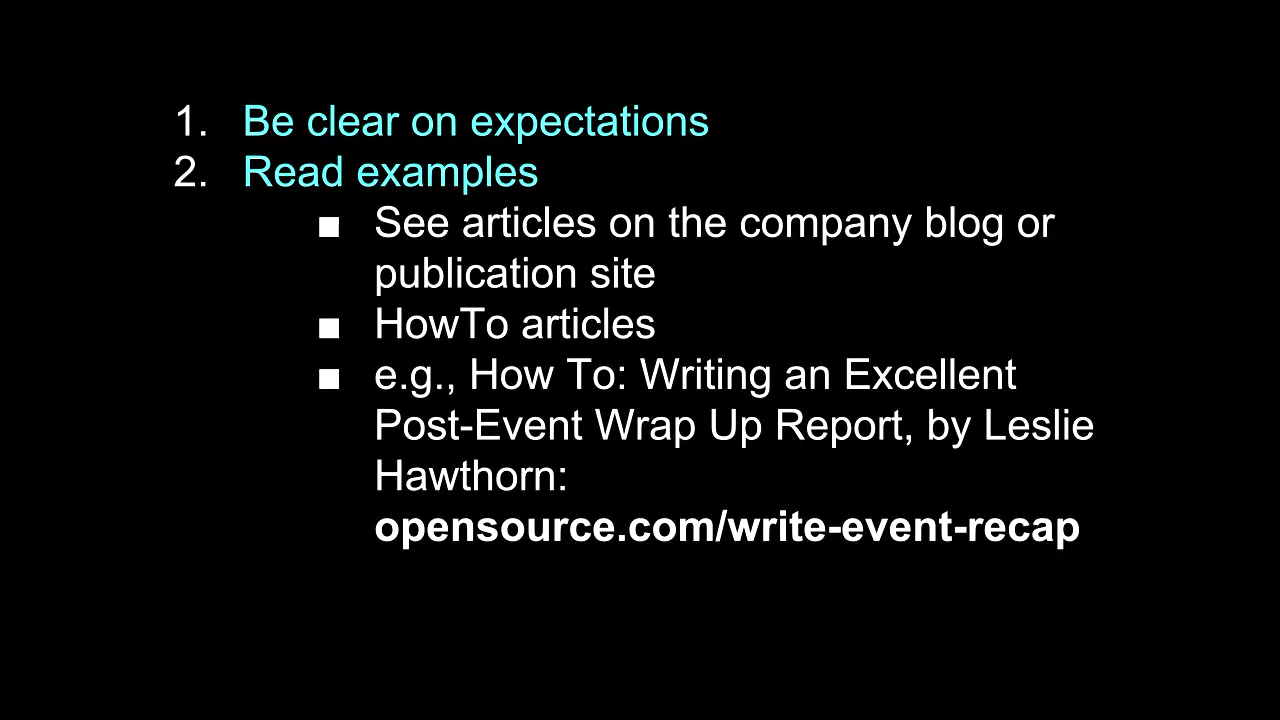 1. Be clear on expectations
2. Read examples
■ See articles on the company blog or
publication site
■ HowTo articles
■ e.g., How To: Writing an Excellent
Post-Event Wrap Up Report, by Leslie
Hawthorn:
opensource.com/write-event-recap